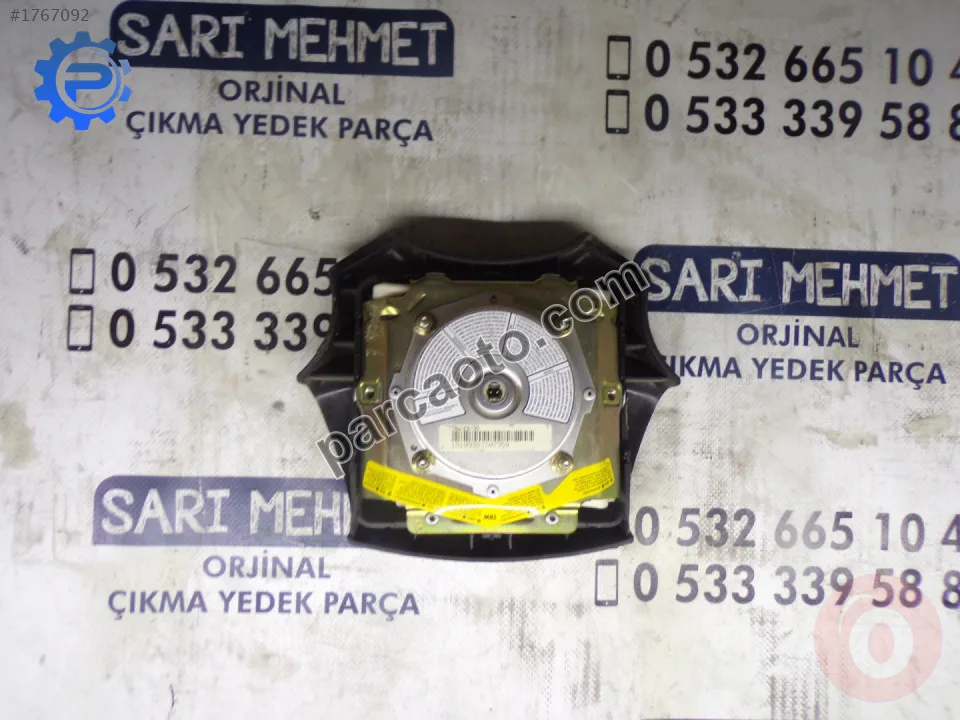 #1767092
SARI MEHMET
ORJİNAL
ÇIKMA YEDEK PARÇA
0 532 665 10 4
0 533 339 58 8
0 532 665
0 533 339
SARI MEHMET
ORJİNAL
ÇIKMA YEDEK PARÇA
parcaoto.com
TRW
SARI MEHMET
ORJİNAL
ÇIKMA YEDEK PARÇA
0 532 665 10 4
0 533 339 58 8